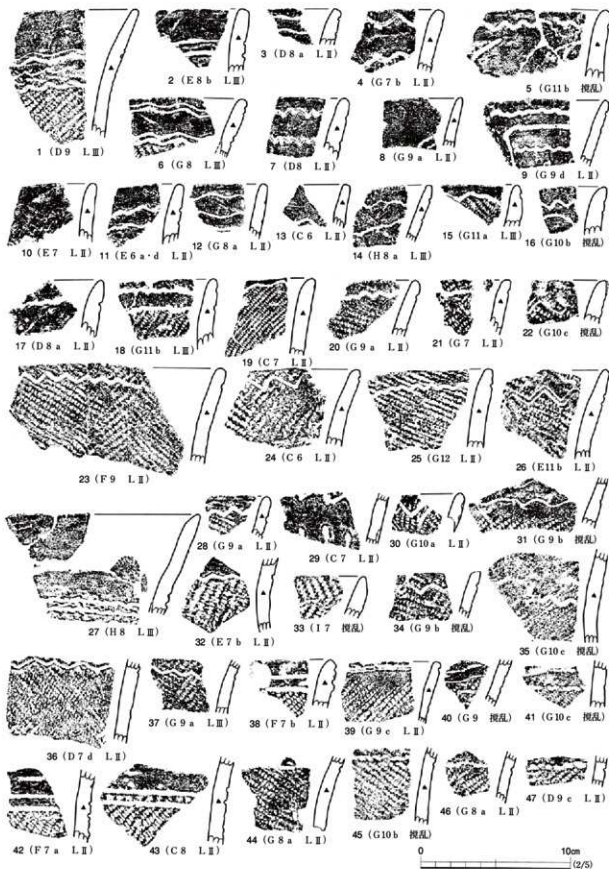 1 (D9 LⅢ)
2 (E8b LⅡ)
3 (D8a LⅡ)
4 (G7b LⅡ)
5 (G11b 撹乱)
6 (G8 LⅢ)
7 (D8 LⅡ)
8 (G9a LⅡ)
9 (G9d LⅡ)
10 (E7 LⅡ)
11 (E6a・d LⅡ)
12 (G8a LⅡ)
13 (C6 LⅡ)
14 (H8a LⅢ)
15 (G11a LⅢ)
16 (G10b 撹乱)
17 (D8a LⅡ)
18 (G11b LⅢ)
19 (C7 LⅡ)
20 (G9a LⅡ)
21 (G7 LⅡ)
22 (G10c 撹乱)
23 (F9 LⅡ)
24 (C6 LⅡ)
25 (G12 LⅡ)
26 (E11b LⅡ)
27 (H8 LⅢ)
28 (G9a LⅡ)
29 (C7 LⅡ)
30 (G10a LⅡ)
31 (G9b 撹乱)
32 (E7b LⅡ)
33 (I7 撹乱)
34 (G9b 撹乱)
35 (G10c 撹乱)
36 (D7d LⅡ)
37 (G9a LⅢ)
38 (F7b LⅡ)
39 (G9c LⅡ)
40 (G9 撹乱)
41 (G10c 撹乱)
42 (F7a LⅡ)
43 (C8 LⅡ)
44 (G8a LⅡ)
45 (G10b 撹乱)
46 (G8a LⅡ)
47 (D9c LⅡ)
0 10cm
(2/5)